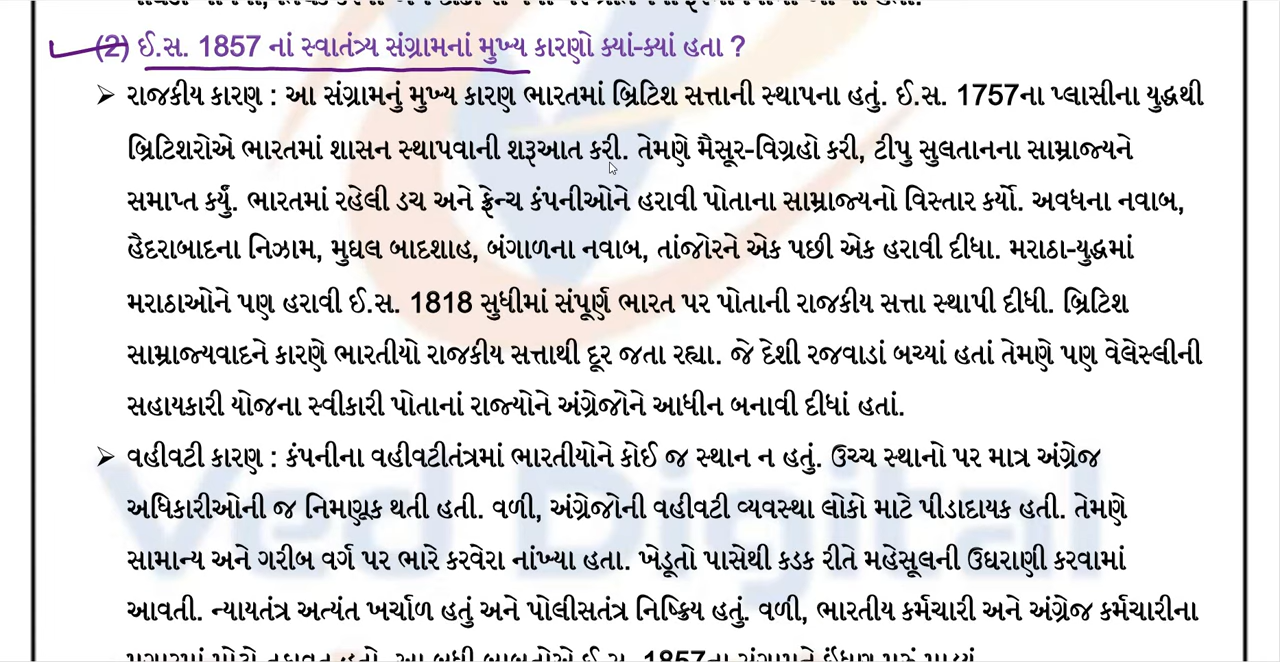 (2) ઈ.સ. 1857 નાં સ્વાતંત્ર્ય સંગ્રામનાં મુખ્ય કારણો ક્યાં-ક્યાં હતા ?
➢ રાજકીય કારણ : આ સંગ્રામનું મુખ્ય કારણ ભારતમાં બ્રિટિશ સત્તાની સ્થાપના હતું. ઈ.સ. 1757ના પ્લાસીના યુદ્ધથી
બ્રિટિશરોએ ભારતમાં શાસન સ્થાપવાની શરૂઆત કરી. તેમણે મૈસૂર-વિગ્રહો કરી, ટીપુ સુલતાનના સામ્રાજ્યને
સમાપ્ત કર્યું. ભારતમાં રહેલી ડચ અને ફ્રેન્ચ કંપનીઓને હરાવી પોતાના સામ્રાજ્યનો વિસ્તાર કર્યો. અવધના નવાબ,
હૈદરાબાદના નિઝામ, મુઘલ બાદશાહ, બંગાળના નવાબ, તાંજોરને એક પછી એક હરાવી દીધા. મરાઠા-યુદ્ધમાં
મરાઠાઓને પણ હરાવી ઈ.સ. 1818 સુધીમાં સંપૂર્ણ ભારત પર પોતાની રાજકીય સત્તા સ્થાપી દીધી. બ્રિટિશ
સામ્રાજ્યવાદને કારણે ભારતીયો રાજકીય સત્તાથી દૂર જતા રહ્યા. જે દેશી રજવાડાં બચ્યાં હતાં તેમણે પણ વેલેસ્લીની
સહાયકારી યોજના સ્વીકારી પોતાનાં રાજ્યોને અંગ્રેજોને આધીન બનાવી દીધાં હતાં.
➢ વહીવટી કારણ : કંપનીના વહીવટીતંત્રમાં ભારતીયોને કોઈ જ સ્થાન ન હતું. ઉચ્ચ સ્થાનો પર માત્ર અંગ્રેજ
અધિકારીઓની જ નિમણૂક થતી હતી. વળી, અંગ્રેજોની વહીવટી વ્યવસ્થા લોકો માટે પીડાદાયક હતી. તેમણે
સામાન્ય અને ગરીબ વર્ગ પર ભારે કરવેરા નાંખ્યા હતા. ખેડૂતો પાસેથી કડક રીતે મહેસૂલની ઉઘરાણી કરવામાં
આવતી. ન્યાયતંત્ર અત્યંત ખર્ચાળ હતું અને પોલીસતંત્ર નિષ્ક્રિય હતું. વળી, ભારતીય કર્મચારી અને અંગ્રેજ કર્મચારીના
Ved Digital